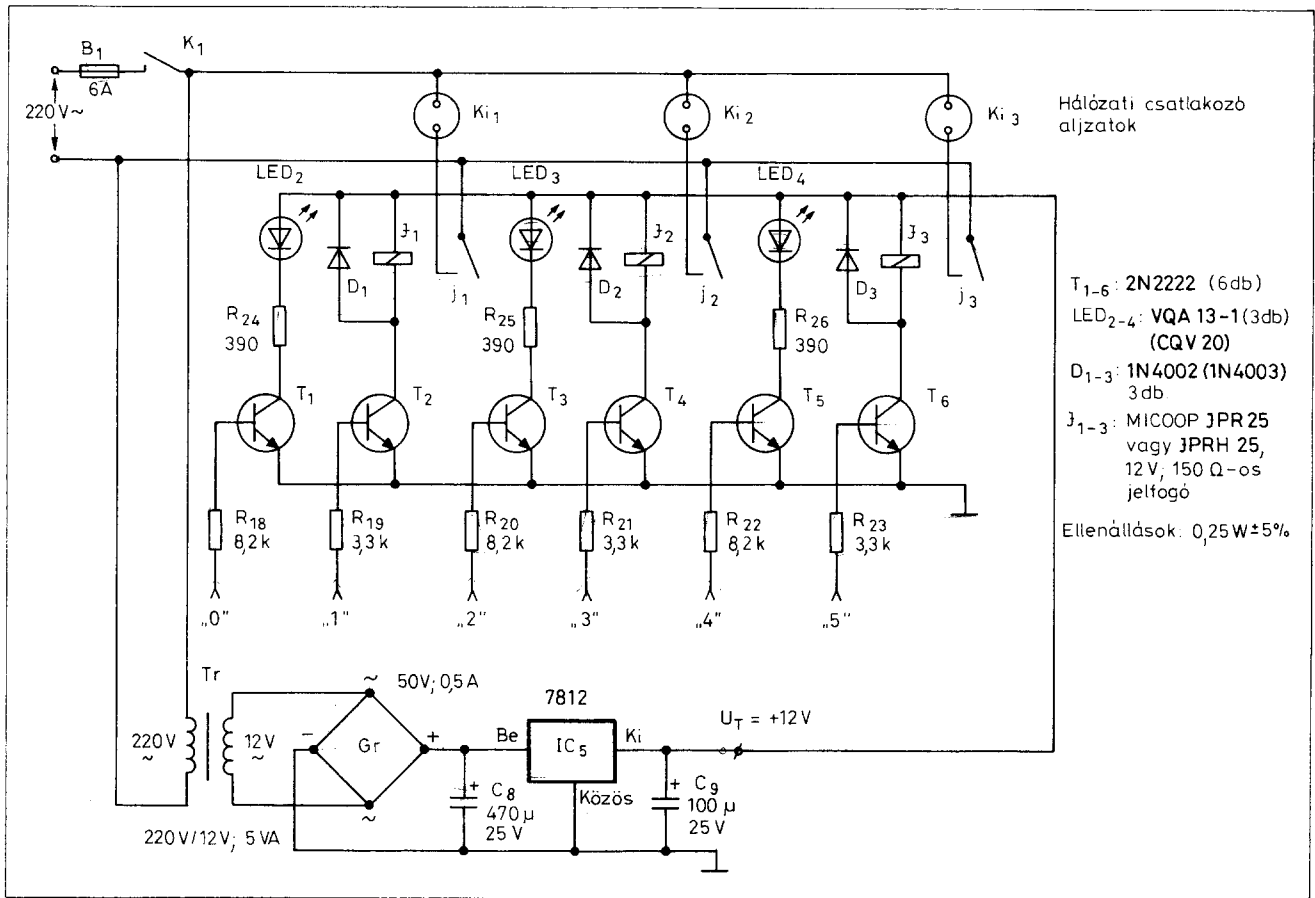 B1
K1
6A
220 V~
Ki1
Ki2
Ki3
Hálózati csatlakozó
aljzatok
LED2
LED3
LED4
J1
J2
J3
D1
D2
D3
j1
j2
j3
R24
390
R25
390
R26
390
T1
T2
T3
T4
T5
T6
T1-6: 2N2222 (6db)
LED2-4: VQA 13-1 (3db)
(CQV 20)
D1-3: 1N4002 (1N4003)
3db
J1-3: MICOOP JPR 25
vagy JPRH 25,
12 V; 150 Ω-os
jelfogó
Ellenállások: 0,25 W ±5%
R18
8,2k
R19
3,3k
R20
8,2k
R21
3,3k
R22
8,2k
R23
3,3k
„0"
„1"
„2"
„3"
„4"
„5"
Tr
~
50V; 0,5A
7812
UT = +12V
220V
~
12V
~
-
Gr
+
Be
IC5
Ki
Közös
+
C8
470µ
25 V
+
C9
100µ
25 V
~
220V/12V; 5VA